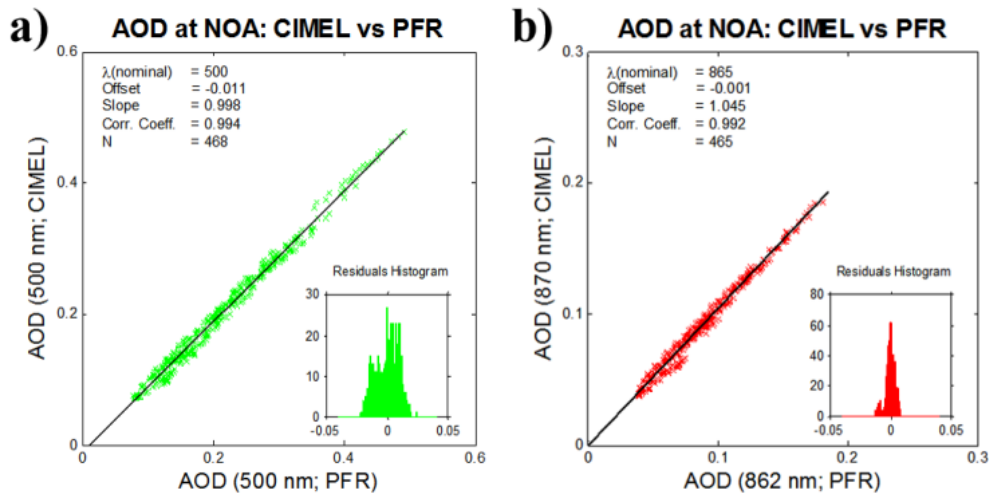 a)
AOD at NOA: CIMEL vs PFR
0.6
λ(nominal) = 500
Offset = -0.011
Slope = 0.998
Corr. Coeff. = 0.994
N = 468
0.4
AOD (500 nm; CIMEL)
0.2
0
Residuals Histogram
30
20
10
0
-0.05 0 0.05
0 0.2 0.4 0.6
AOD (500 nm; PFR)
b)
AOD at NOA: CIMEL vs PFR
0.3
λ(nominal) = 865
Offset = -0.001
Slope = 1.045
Corr. Coeff. = 0.992
N = 465
0.2
AOD (870 nm; CIMEL)
0.1
0
Residuals Histogram
80
60
40
20
0
-0.05 0 0.05
0 0.1 0.2 0.3
AOD (862 nm; PFR)